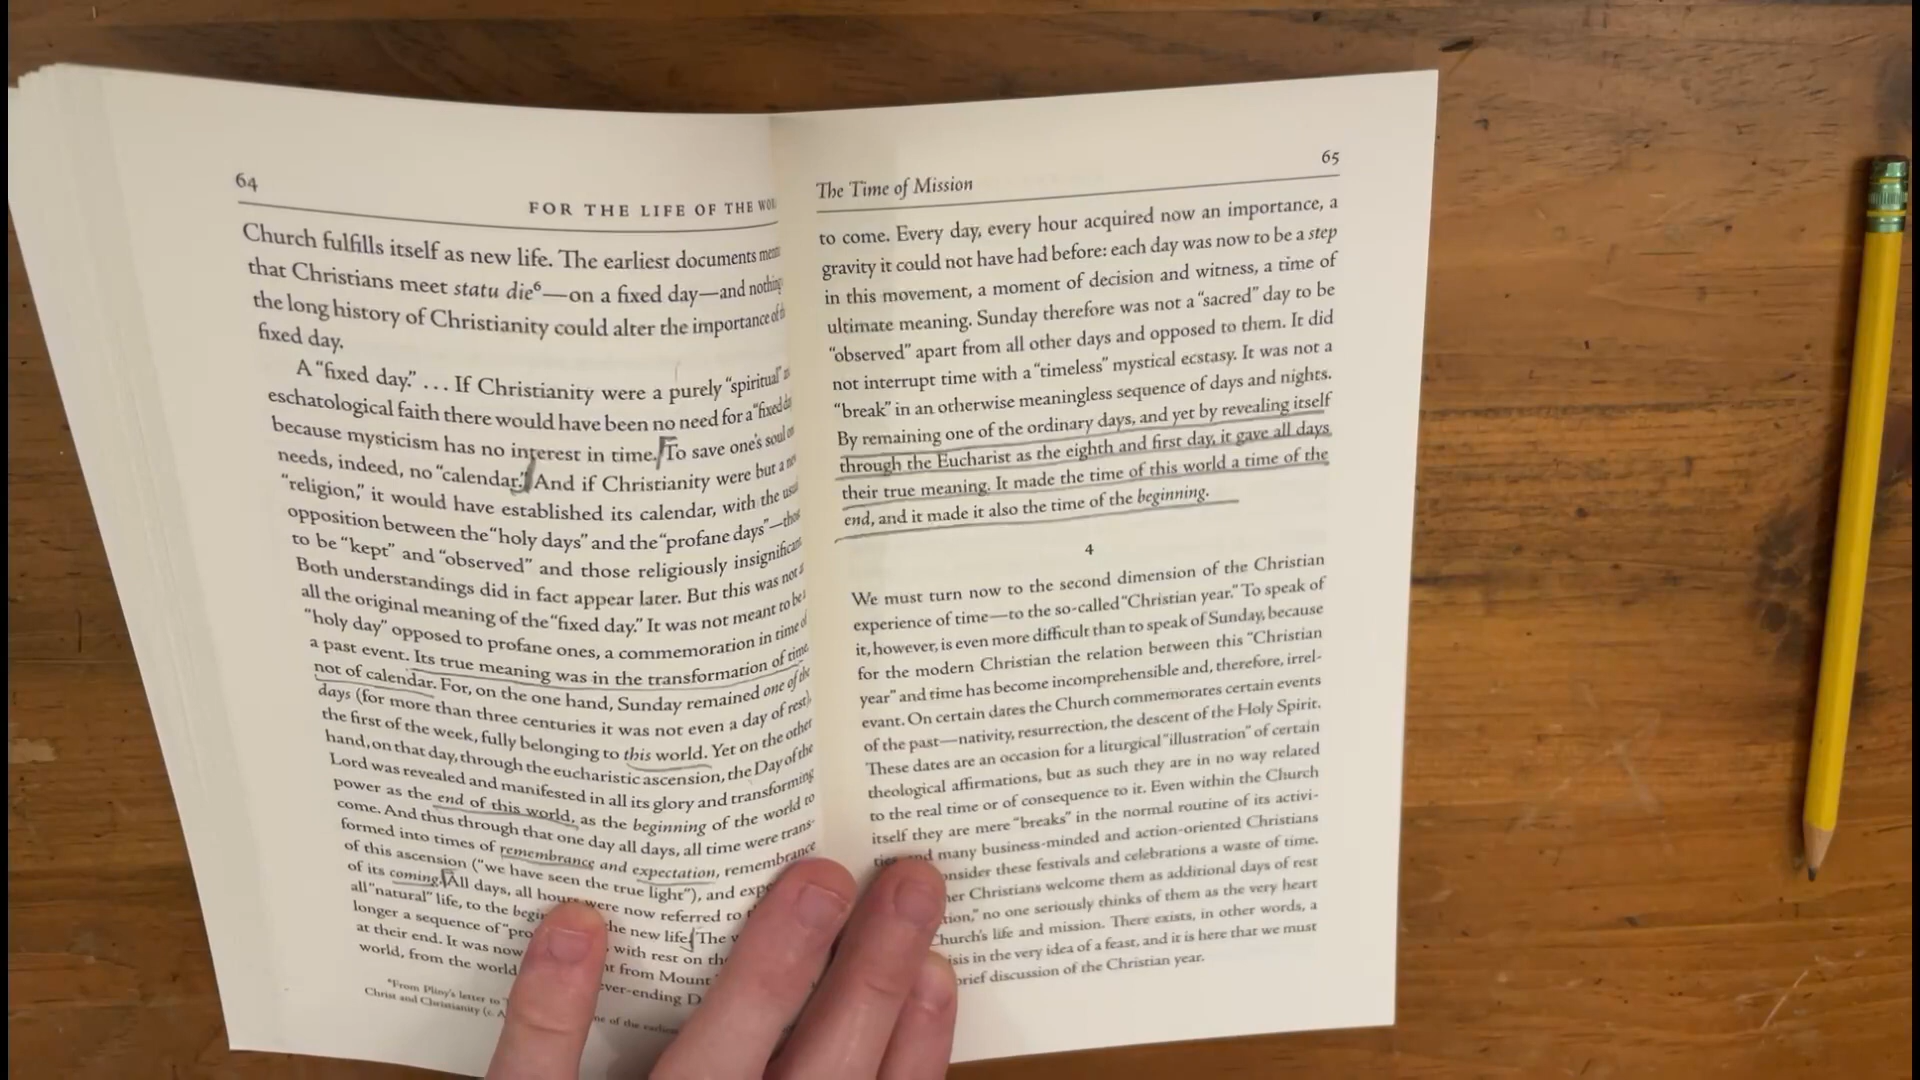 64
FOR THE LIFE OF THE
Church fulfills itself as new life. The earliest documents
that Christians meet statu die⁶—on a fixed day—and
the long history of Christianity could alter the importance of
fixed day.
A “fixed day.” . . . If Christianity were a purely “spiritual”
eschatological faith there would have been no need for a “fixed
because mysticism has no interest in time. To save one’s soul
needs, indeed, no “calendar.” And if Christianity were but a
“religion,” it would have established its calendar, with the
opposition between the “holy days” and the “profane days”—
to be “kept” and “observed” and those religiously insignificant.
Both understandings did in fact appear later. But this was not
all the original meaning of the “fixed day.” It was not meant to be
“holy day” opposed to profane ones, a commemoration in time of
a past event. Its true meaning was in the transformation of time,
not of calendar. For, on the one hand, Sunday remained one of the
days (for more than three centuries it was not even a day of rest),
the first of the week, fully belonging to this world. Yet on the other
hand, on that day, through the eucharistic ascension, the Day of the
Lord was revealed and manifested in all its glory and transforming
power as the end of this world, as the beginning of the world to
come. And thus through that one day all days, all time were trans-
formed into times of remembrance and expectation, remembrance
of this ascension (“we have seen the true light”), and
of its coming. All days, all hours were now referred to
all “natural” life, to the the new life. The
longer a sequence of with rest on the
at their end. It was now from Mount
world, from the world
⁶From Pliny’s letter to of the earliest
Christ and Christianity (c.
The Time of Mission
65
to come. Every day, every hour acquired now an importance, a
gravity it could not have had before: each day was now to be a step
in this movement, a moment of decision and witness, a time of
ultimate meaning. Sunday therefore was not a “sacred” day to be
“observed” apart from all other days and opposed to them. It did
not interrupt time with a “timeless” mystical ecstasy. It was not a
“break” in an otherwise meaningless sequence of days and nights.
By remaining one of the ordinary days, and yet by revealing itself
through the Eucharist as the eighth and first day, it gave all days
their true meaning. It made the time of this world a time of the
end, and it made it also the time of the beginning.
4
We must turn now to the second dimension of the Christian
experience of time—to the so-called “Christian year.” To speak of
it, however, is even more difficult than to speak of Sunday, because
for the modern Christian the relation between this “Christian
year” and time has become incomprehensible and, therefore, irrel-
evant. On certain dates the Church commemorates certain events
of the past—nativity, resurrection, the descent of the Holy Spirit.
These dates are an occasion for a liturgical “illustration” of certain
theological affirmations, but as such they are in no way related
to the real time or of consequence to it. Even within the Church
itself they are mere “breaks” in the normal routine of its activi-
ties, and many business-minded and action-oriented Christians
consider these festivals and celebrations a waste of time.
Christians welcome them as additional days of rest
no one seriously thinks of them as the very heart
Church’s life and mission. There exists, in other words, a
in the very idea of a feast, and it is here that we must
brief discussion of the Christian year.